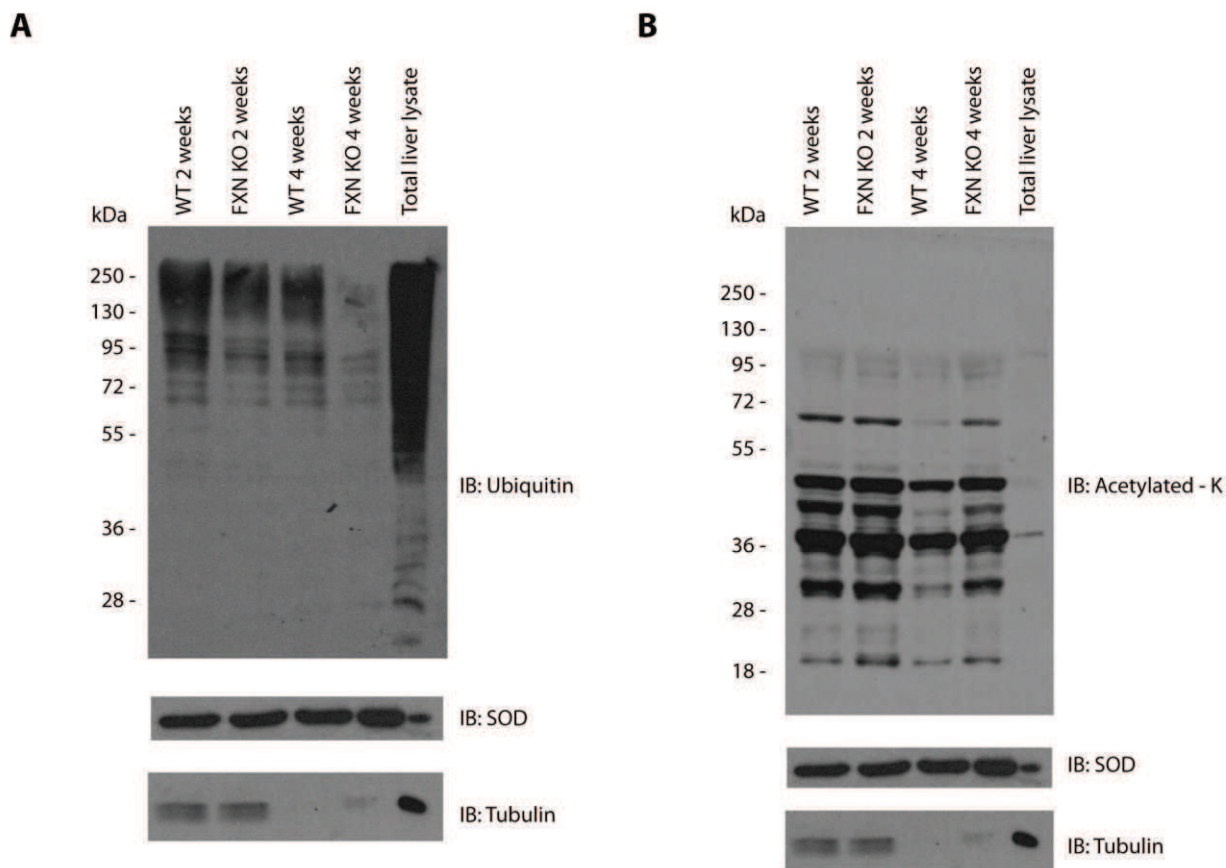 A
WT 2 weeks
FXN KO 2 weeks
WT 4 weeks
FXN KO 4 weeks
Total liver lysate
kDa
250 -
130 -
95 -
72 -
55 -
36 -
28 -
IB: Ubiquitin
IB: SOD
IB: Tubulin
B
WT 2 weeks
FXN KO 2 weeks
WT 4 weeks
FXN KO 4 weeks
Total liver lysate
kDa
250 -
130 -
95 -
72 -
55 -
36 -
28 -
18 -
IB: Acetylated - K
IB: SOD
IB: Tubulin